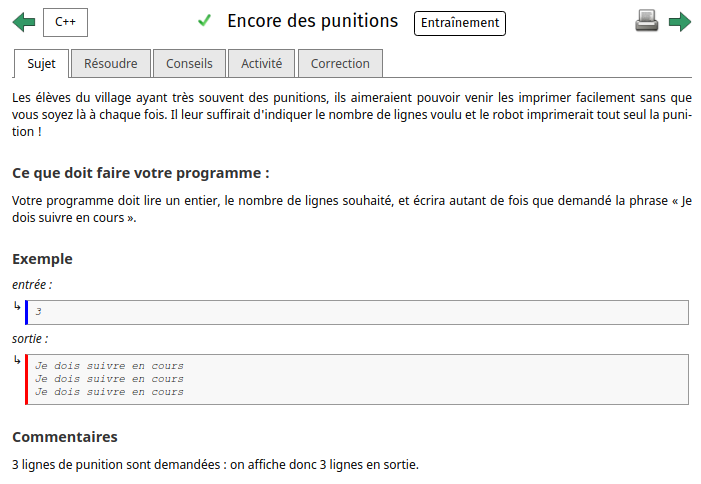 C++
Encore des punitions
Entraînement
Sujet
Résoudre
Conseils
Activité
Correction
Les élèves du village ayant très souvent des punitions, ils aimeraient pouvoir venir les imprimer facilement sans que
vous soyez là à chaque fois. Il leur suffirait d'indiquer le nombre de lignes voulu et le robot imprimerait tout seul la puni-
tion !
Ce que doit faire votre programme :
Votre programme doit lire un entier, le nombre de lignes souhaité, et écrira autant de fois que demandé la phrase « Je
dois suivre en cours ».
Exemple
entrée :
3
sortie :
Je dois suivre en cours
Je dois suivre en cours
Je dois suivre en cours
Commentaires
3 lignes de punition sont demandées : on affiche donc 3 lignes en sortie.